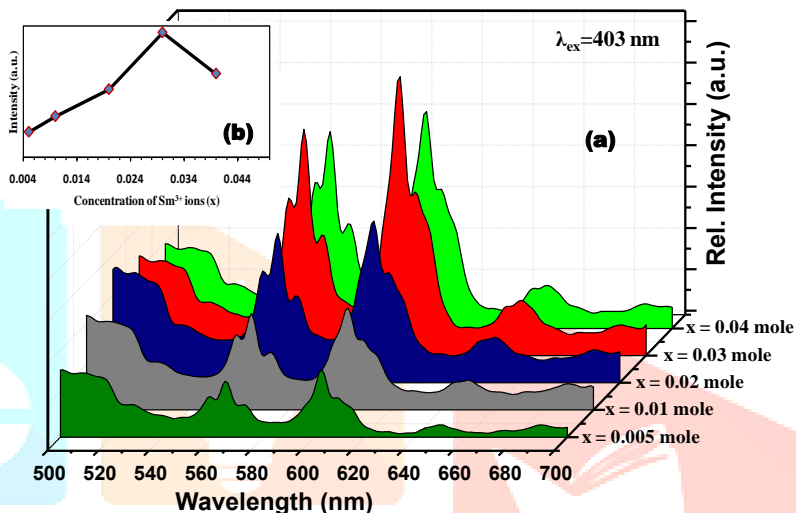 λex=403 nm
Intensity (a.u.)
(b)
0.004 0.014 0.024 0.034 0.044
Concentration of Sm³⁺ ions (x)
(a)
Rel. Intensity (a.u.)
x = 0.04 mole
x = 0.03 mole
x = 0.02 mole
x = 0.01 mole
x = 0.005 mole
500 520 540 560 580 600 620 640 660 680 700
Wavelength (nm)